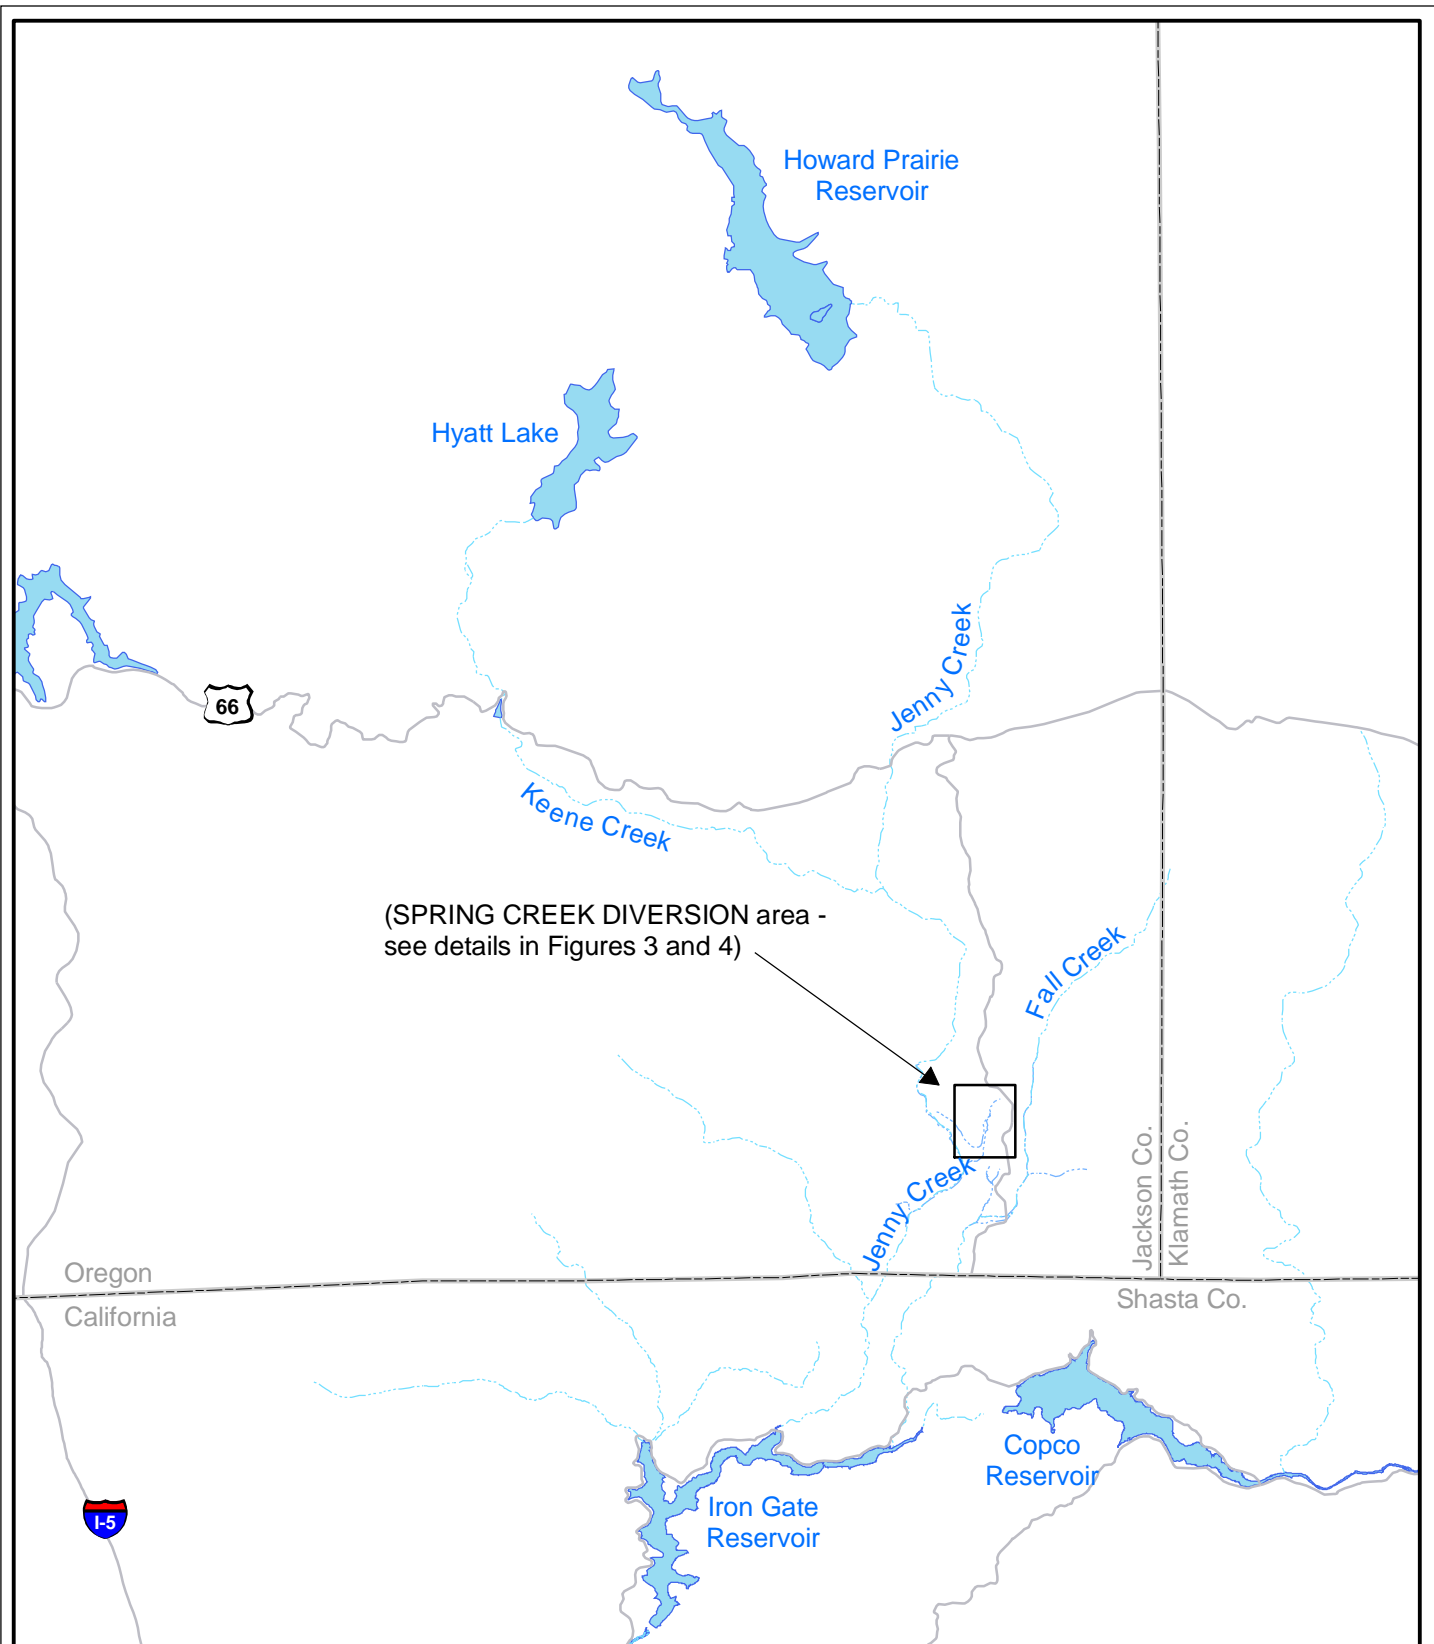 Howard Prairie
Reservoir
Hyatt Lake
Jenny Creek
66
Keene Creek
(SPRING CREEK DIVERSION area -
see details in Figures 3 and 4)
Fall Creek
Jenny Creek
Jackson Co.
Klamath Co.
Oregon
California
Shasta Co.
Copco
Reservoir
Iron Gate
Reservoir
I-5